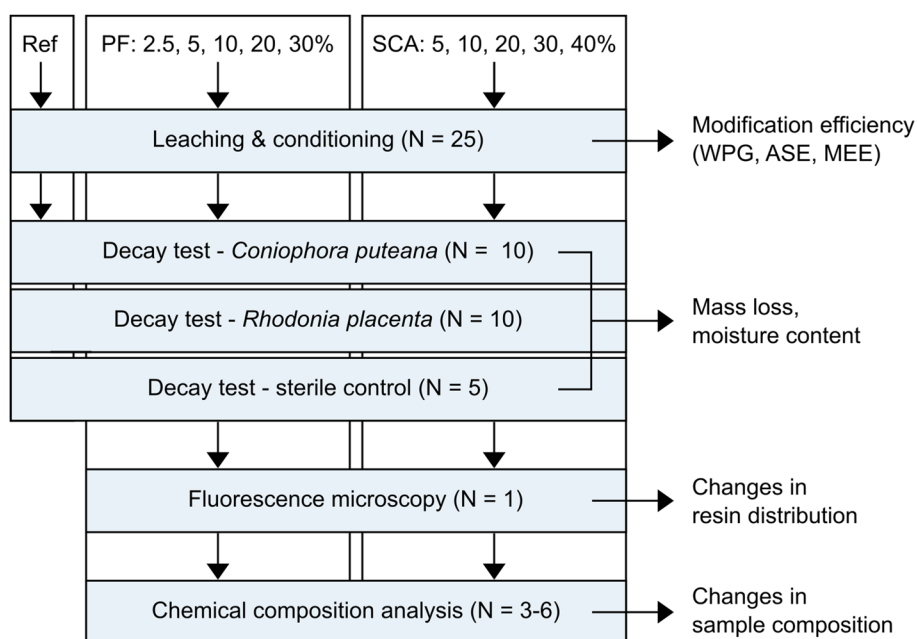 Ref
PF: 2.5, 5, 10, 20, 30%
SCA: 5, 10, 20, 30, 40%
Leaching & conditioning (N = 25)
Modification efficiency
(WPG, ASE, MEE)
Decay test - Coniophora puteana (N =  10)
Decay test - Rhodonia placenta (N = 10)
Mass loss,
moisture content
Decay test - sterile control (N = 5)
Fluorescence microscopy (N = 1)
Changes in
resin distribution
Chemical composition analysis (N = 3-6)
Changes in
sample composition